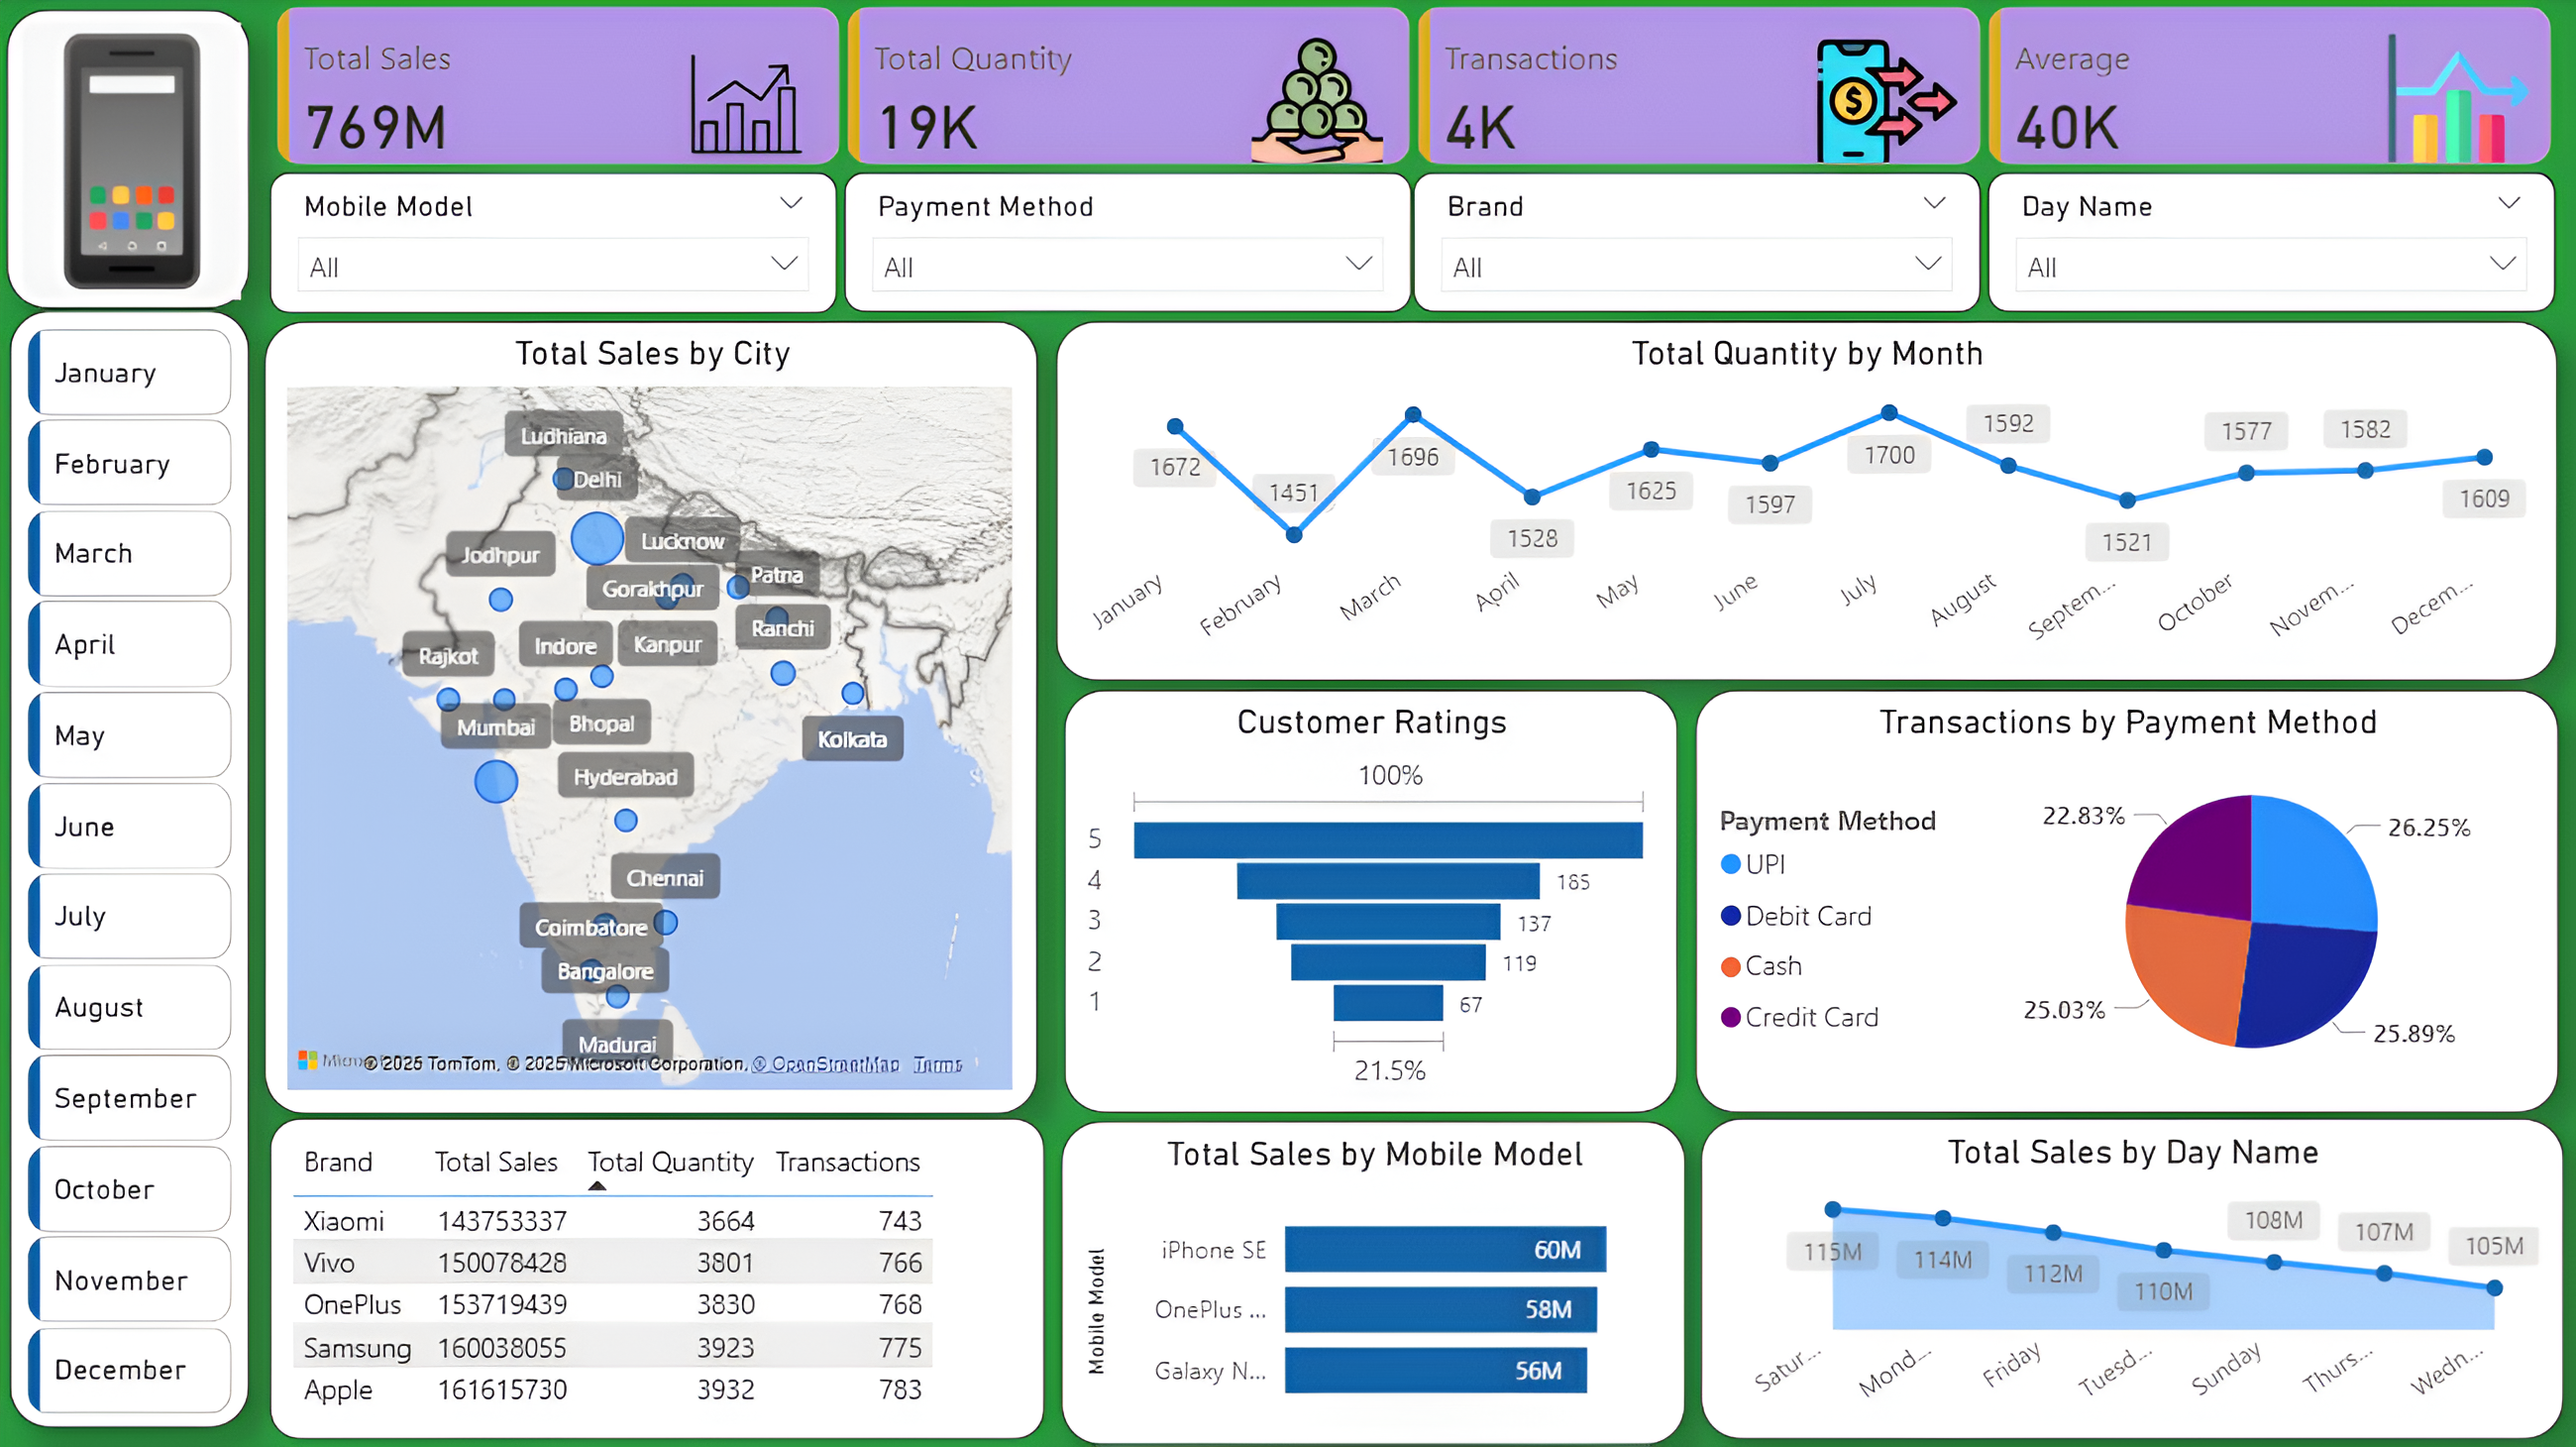 Total Sales
769M
Total Quantity
19K
Transactions
4K
Average
40K
Mobile Model
All
Payment Method
All
Brand
All
Day Name
All
January
February
March
April
May
June
July
August
September
October
November
December
Total Sales by City
Ludhiana
Delhi
Lucknow
Jodhpur
Patna
Gorakhpur
Ranchi
Indore
Kanpur
Rajkot
Mumbai
Bhopal
Kolkata
Hyderabad
Chennai
Coimbatore
Bangalore
Madurai
© 2025 TomTom, © 2025 Microsoft Corporation, © OpenStreetMap Terms
Total Quantity by Month
1672
1451
1696
1528
1625
1597
1700
1592
1521
1577
1582
1609
January
February
March
April
May
June
July
August
Septem...
October
Novem...
Decem...
Customer Ratings
100%
5
4 185
3 137
2 119
1 67
21.5%
Transactions by Payment Method
Payment Method
UPI
Debit Card
Cash
Credit Card
22.83%
26.25%
25.03%
25.89%
Brand Total Sales Total Quantity Transactions
Xiaomi 143753337 3664 743
Vivo 150078428 3801 766
OnePlus 153719439 3830 768
Samsung 160038055 3923 775
Apple 161615730 3932 783
Total Sales by Mobile Model
Mobile Model
iPhone SE 60M
OnePlus ... 58M
Galaxy N... 56M
Total Sales by Day Name
115M
114M
112M
110M
108M
107M
105M
Satur...
Mond...
Friday
Tuesd...
Sunday
Thurs...
Wedn...